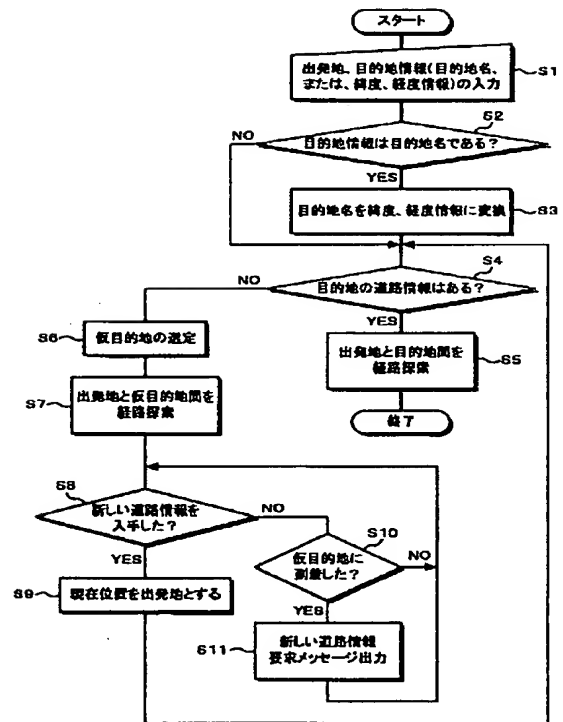 スタート
出発地、目的地情報(目的地名、
または、緯度、経度情報)の入力
S1
S2
目的地情報は目的地名である?
NO
YES
目的地名を緯度、経度情報に変換
S3
S4
目的地の道路情報はある?
NO
YES
S6
仮目的地の選定
出発地と目的地間を
経路探索
S5
S7
出発地と仮目的地間を
経路探索
終了
S8
新しい道路情報を
入手した?
NO
YES
S10
仮目的地に
到着した?
NO
YES
S9
現在位置を出発地とする
S11
新しい道路情報
要求メッセージ出力